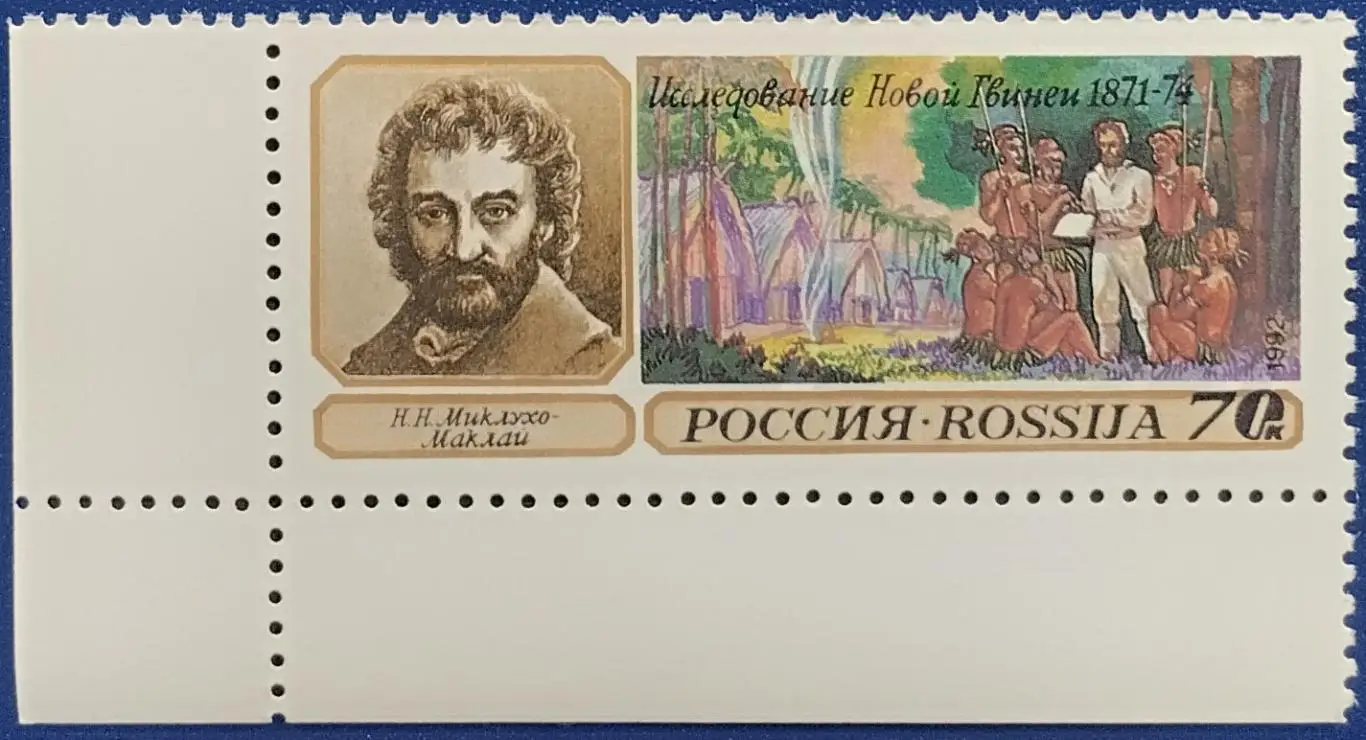 Исследование Новой Гвинеи 1871-74
1992
Н.Н. Миклухо-
Маклай
РОССИЯ·ROSSIJA 70к